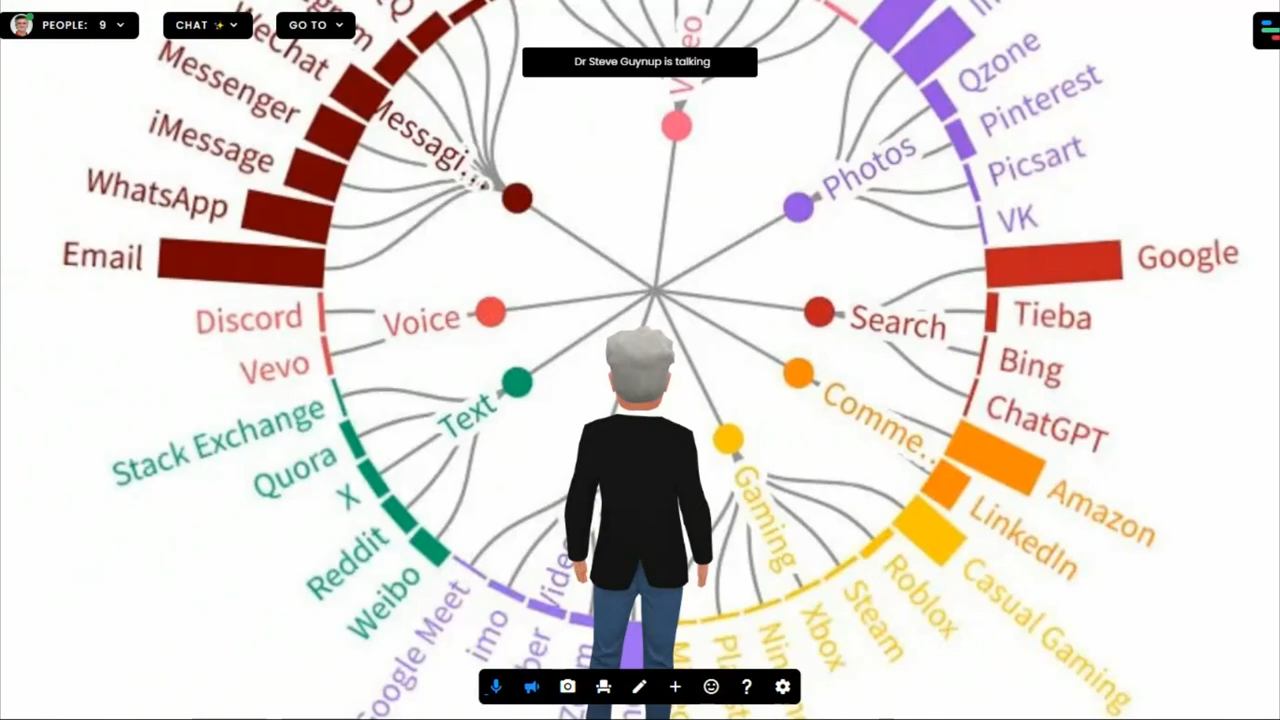 PEOPLE: 9
CHAT
GO TO
Dr Steve Guynup is talking
WeChat
Messenger
iMessage
WhatsApp
Email
Messagi...
Discord
Vevo
Voice
Stack Exchange
Quora
X
Reddit
Weibo
Text
Google Meet
imo
Photos
Qzone
Pinterest
Picsart
VK
Search
Google
Tieba
Bing
ChatGPT
Comme...
Amazon
LinkedIn
Gaming
Casual Gaming
Roblox
Steam
Xbox